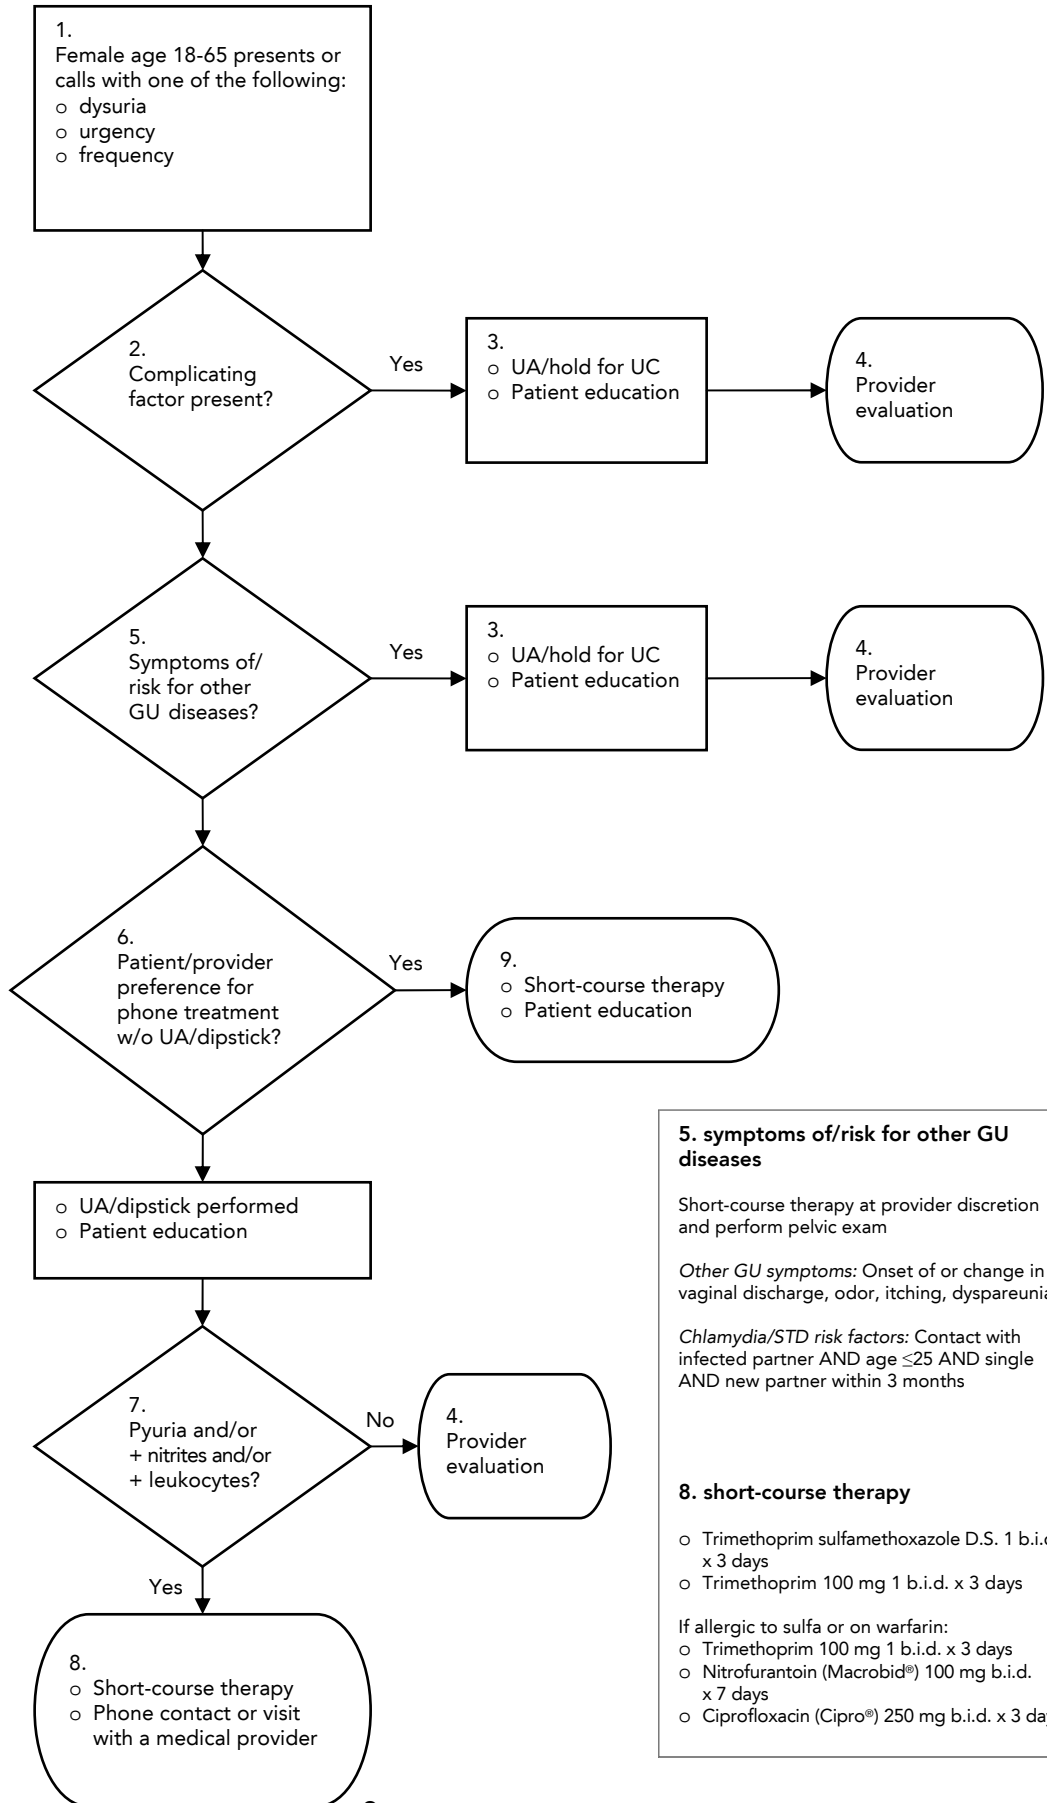 1.
Female age 18-65 presents or
calls with one of the following:
o dysuria
o urgency
o frequency
2.
Complicating
factor present?
Yes
3.
o UA/hold for UC
o Patient education
4.
Provider
evaluation
5.
Symptoms of/
risk for other
GU diseases?
Yes
3.
o UA/hold for UC
o Patient education
4.
Provider
evaluation
6.
Patient/provider
preference for
phone treatment
w/o UA/dipstick?
Yes
9.
o Short-course therapy
o Patient education
o UA/dipstick performed
o Patient education
7.
Pyuria and/or
+ nitrites and/or
+ leukocytes?
No
4.
Provider
evaluation
Yes
8.
o Short-course therapy
o Phone contact or visit
with a medical provider
5. symptoms of/risk for other GU
diseases
Short-course therapy at provider discretion
and perform pelvic exam
Other GU symptoms: Onset of or change in
vaginal discharge, odor, itching, dyspareunia
Chlamydia/STD risk factors: Contact with
infected partner AND age ≤25 AND single
AND new partner within 3 months
8. short-course therapy
o Trimethoprim sulfamethoxazole D.S. 1 b.i.
x 3 days
o Trimethoprim 100 mg 1 b.i.d. x 3 days
If allergic to sulfa or on warfarin:
o Trimethoprim 100 mg 1 b.i.d. x 3 days
o Nitrofurantoin (Macrobid®) 100 mg b.i.d.
x 7 days
o Ciprofloxacin (Cipro®) 250 mg b.i.d. x 3